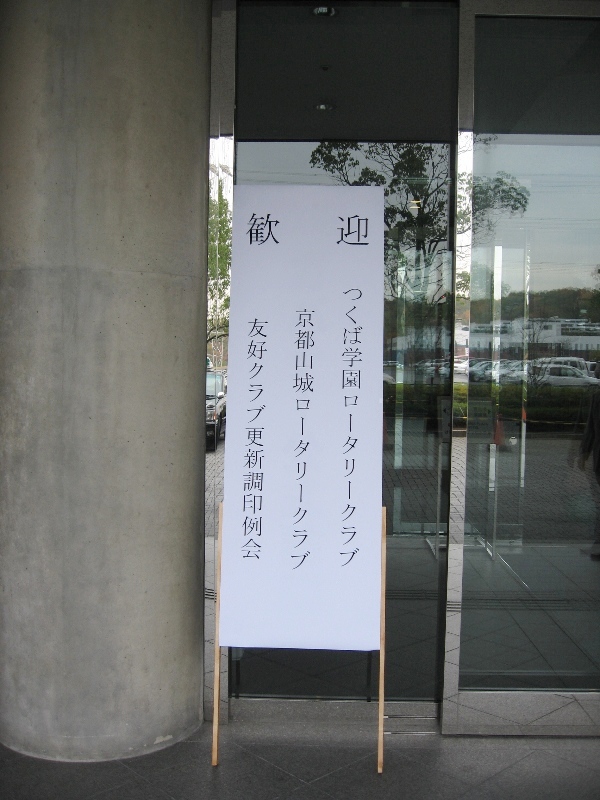 歓迎
つくば学園ロータリークラブ
京都山城ロータリークラブ
友好クラブ更新調印例会